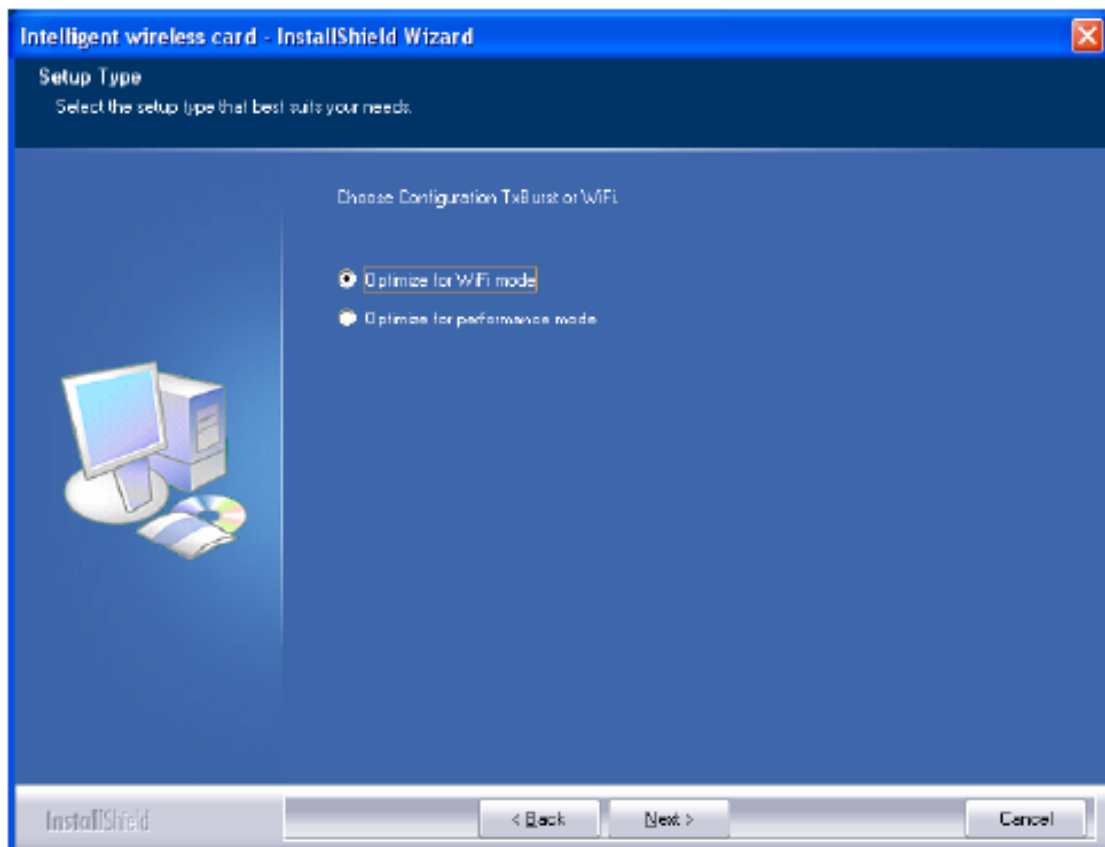 Intelligent wireless card - InstallShield Wizard
Setup Type
Select the setup type that best suits your needs.
Choose Configuration TxBurst or WiFi.
Optimize for WiFi mode
Optimize for performance mode
InstallShield
< Back
Next >
Cancel